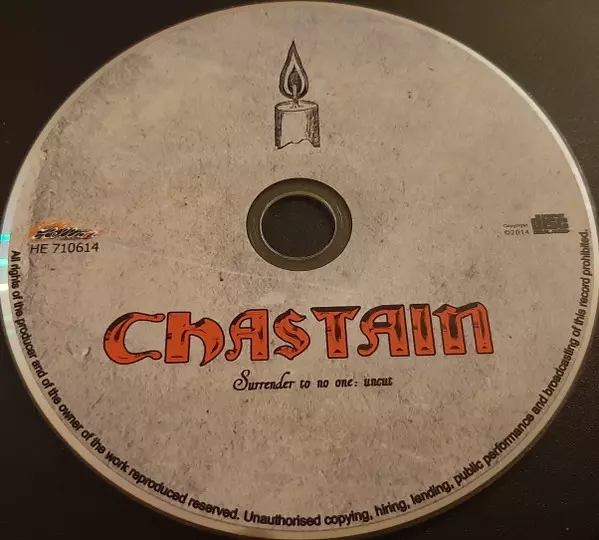 HE 710614
Copyright
©2014
CHASTAIN
Surrender to no one: uncut
All rights of the producer and of the owner of the work reproduced reserved. Unauthorised copying, hiring, lending, public performance and broadcasting of this record prohibited.